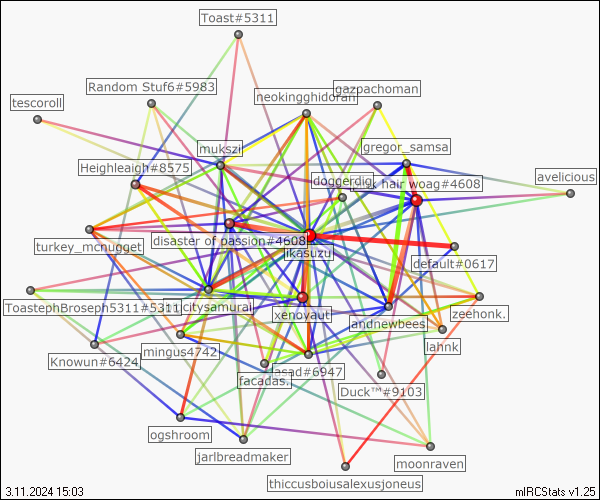 Toast#5311
Random Stuf6#5983
gazpachoman
tescoroll
neokingghidorah
mukszi
gregor_samsa
Heighleaigh#8575
doggerdig.
hair woag#4608
avelicious
turkey_mcnugget
disaster of passion#4608
ikasuzu
default#0617
ToastephBroseph5311#5311
citysamurai
xenoyaut
zeehonk.
andnewbees
Knowun#6424
mingus4742
lahnk
asad#6947
facadas.
Duck™#9103
ogshroom
jarlbreadmaker
moonraven
thiccusboiusalexusjoneus
3.11.2024 15:03
mIRCStats v1.25